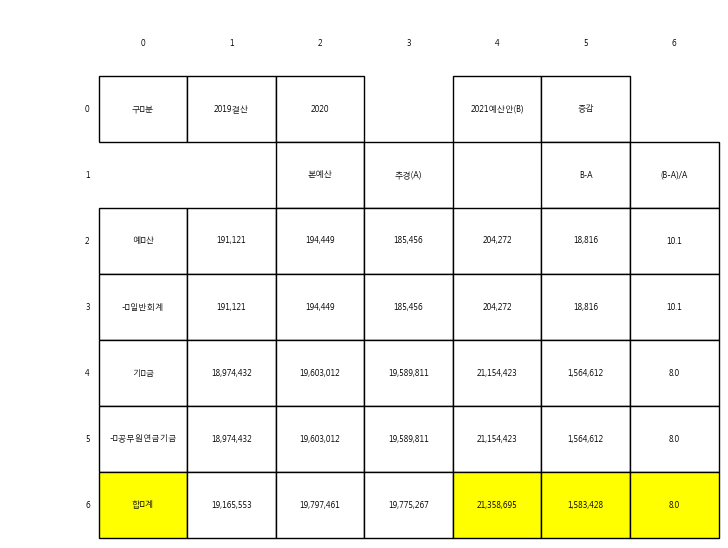 0 1 2 3 4 5 6
0 구□분 2019결산 2020 2021예산안(B) 증감
1 본예산 추경(A) B-A (B-A)/A
2 예□산 191,121 194,449 185,456 204,272 18,816 10.1
3 -□일반회계 191,121 194,449 185,456 204,272 18,816 10.1
4 기□금 18,974,432 19,603,012 19,589,811 21,154,423 1,564,612 8.0
5 -□공무원연금기금 18,974,432 19,603,012 19,589,811 21,154,423 1,564,612 8.0
6 합□계 19,165,553 19,797,461 19,775,267 21,358,695 1,583,428 8.0